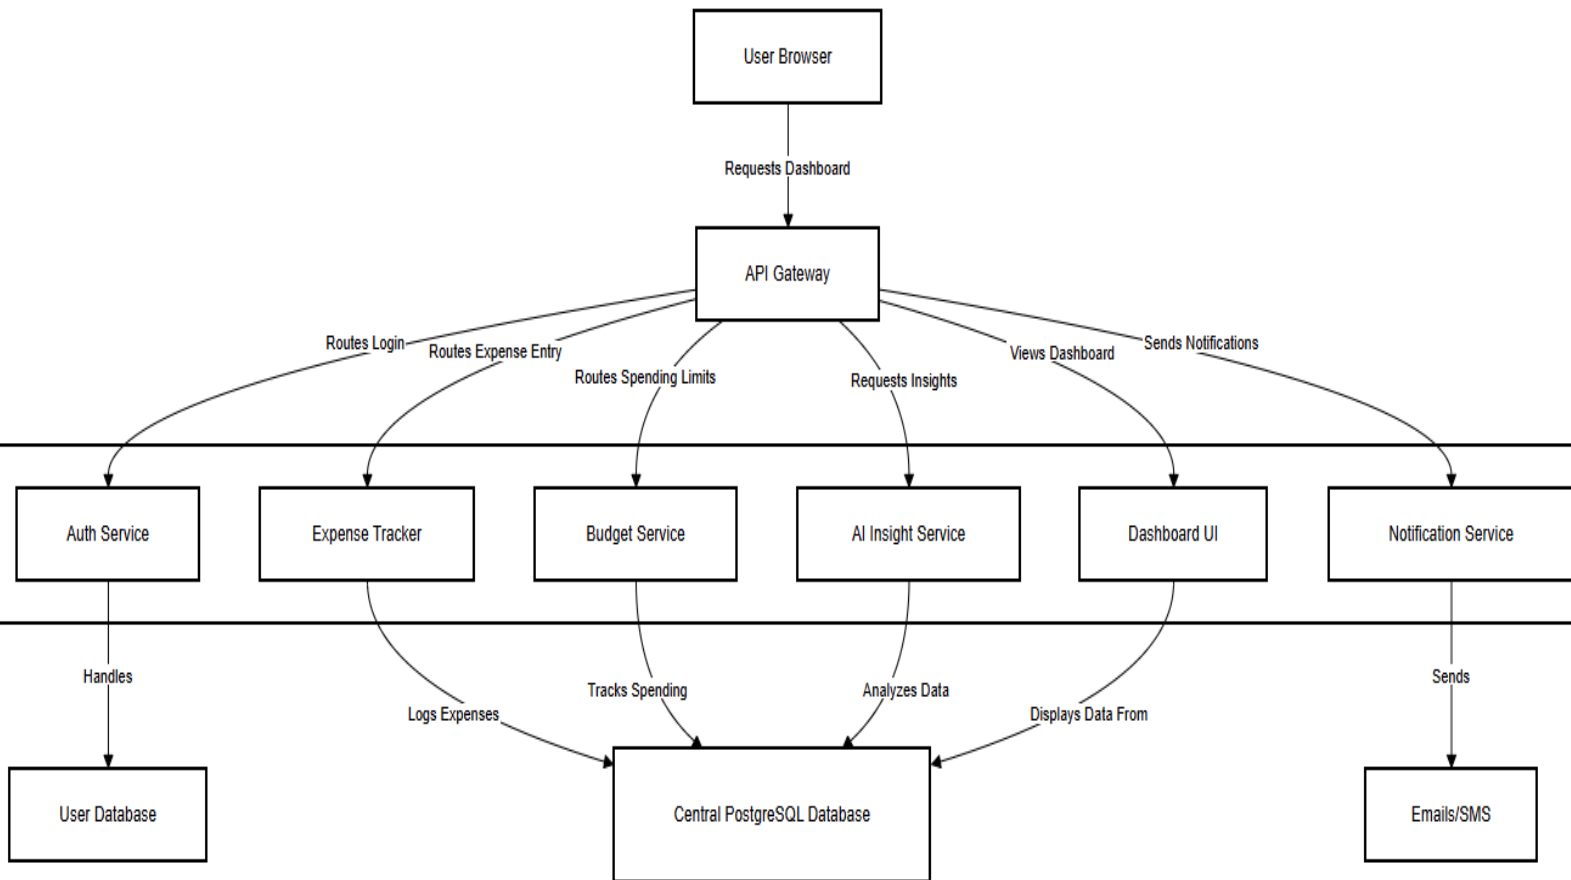 User Browser
Requests Dashboard
API Gateway
Routes Login
Routes Expense Entry
Routes Spending Limits
Requests Insights
Views Dashboard
Sends Notifications
Auth Service
Expense Tracker
Budget Service
AI Insight Service
Dashboard UI
Notification Service
Handles
Logs Expenses
Tracks Spending
Analyzes Data
Displays Data From
Sends
User Database
Central PostgreSQL Database
Emails/SMS